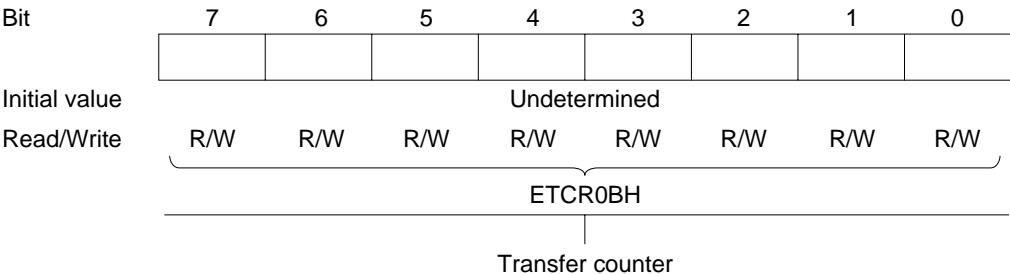 Bit 7 6 5 4 3 2 1 0
Initial value Undetermined
Read/Write R/W R/W R/W R/W R/W R/W R/W R/W
ETCR0BH
Transfer counter